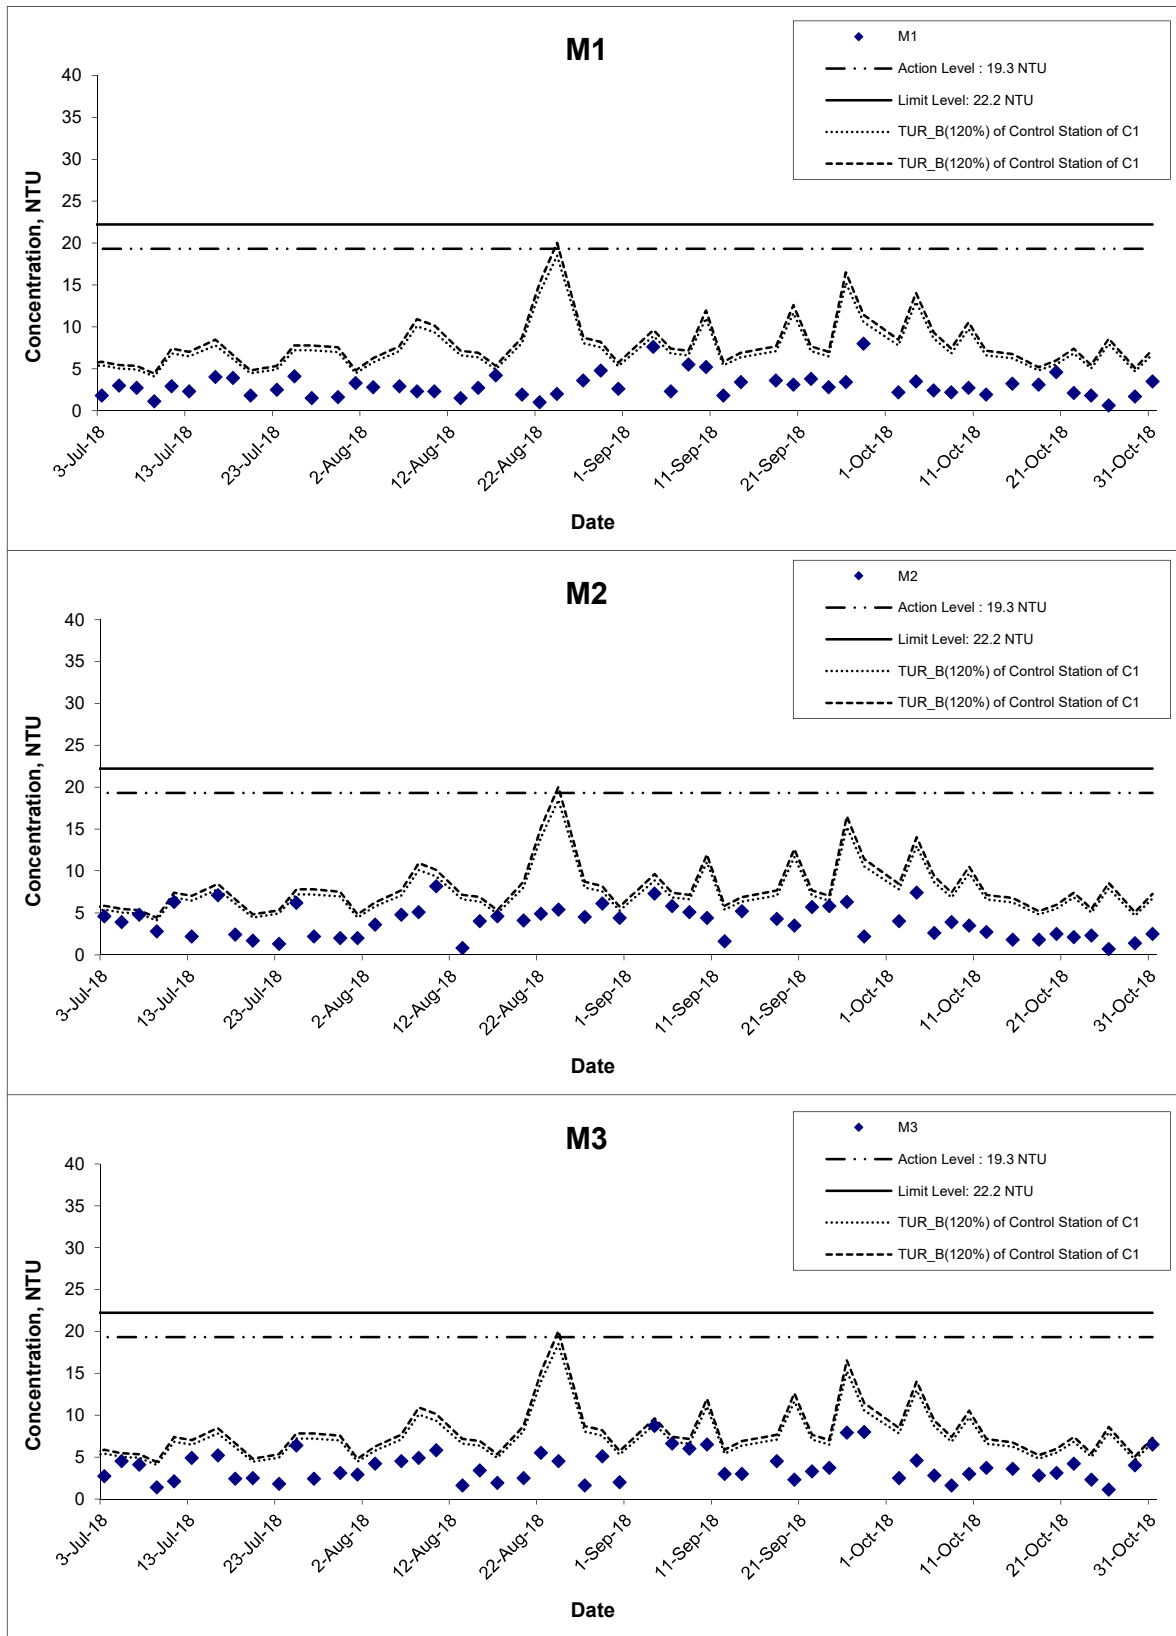 M1
M1
Action Level : 19.3 NTU
Limit Level: 22.2 NTU
TUR_B(120%) of Control Station of C1
TUR_B(120%) of Control Station of C1
Concentration, NTU
40
35
30
25
20
15
10
5
0
3-Jul-18
13-Jul-18
23-Jul-18
2-Aug-18
12-Aug-18
22-Aug-18
1-Sep-18
11-Sep-18
21-Sep-18
1-Oct-18
11-Oct-18
21-Oct-18
31-Oct-18
Date
M2
M2
Action Level : 19.3 NTU
Limit Level: 22.2 NTU
TUR_B(120%) of Control Station of C1
TUR_B(120%) of Control Station of C1
Concentration, NTU
40
35
30
25
20
15
10
5
0
3-Jul-18
13-Jul-18
23-Jul-18
2-Aug-18
12-Aug-18
22-Aug-18
1-Sep-18
11-Sep-18
21-Sep-18
1-Oct-18
11-Oct-18
21-Oct-18
31-Oct-18
Date
M3
M3
Action Level : 19.3 NTU
Limit Level: 22.2 NTU
TUR_B(120%) of Control Station of C1
TUR_B(120%) of Control Station of C1
Concentration, NTU
40
35
30
25
20
15
10
5
0
3-Jul-18
13-Jul-18
23-Jul-18
2-Aug-18
12-Aug-18
22-Aug-18
1-Sep-18
11-Sep-18
21-Sep-18
1-Oct-18
11-Oct-18
21-Oct-18
31-Oct-18
Date